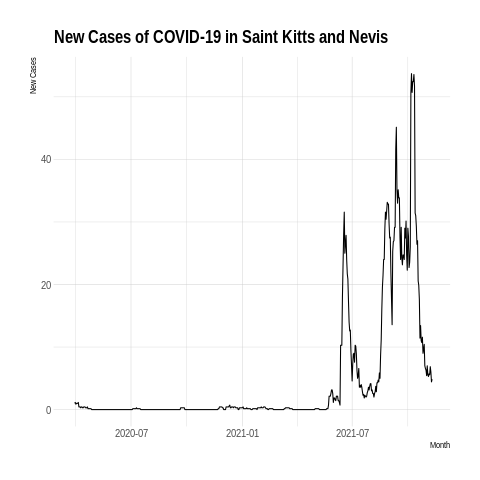 New Cases of COVID-19 in Saint Kitts and Nevis
New Cases
40
20
0
2020-07
2021-01
2021-07
Month